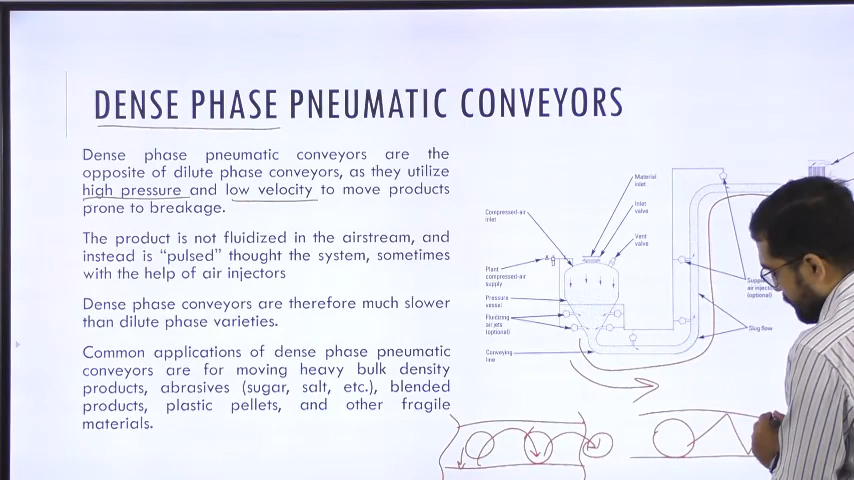 DENSE PHASE PNEUMATIC CONVEYORS
Dense phase pneumatic conveyors are the
opposite of dilute phase conveyors, as they utilize
high pressure and low velocity to move products
prone to breakage.
The product is not fluidized in the airstream, and
instead is “pulsed” thought the system, sometimes
with the help of air injectors
Dense phase conveyors are therefore much slower
than dilute phase varieties.
Common applications of dense phase pneumatic
conveyors are for moving heavy bulk density
products, abrasives (sugar, salt, etc.), blended
products, plastic pellets, and other fragile
materials.
Material
inlet
Inlet
valve
Vent
valve
Compressed-air
inlet
Plant
compressed-air
supply
Pressure
vessel
Fluidizing
air jets
(optional)
Conveying
line
air
(optional)
Slug flow